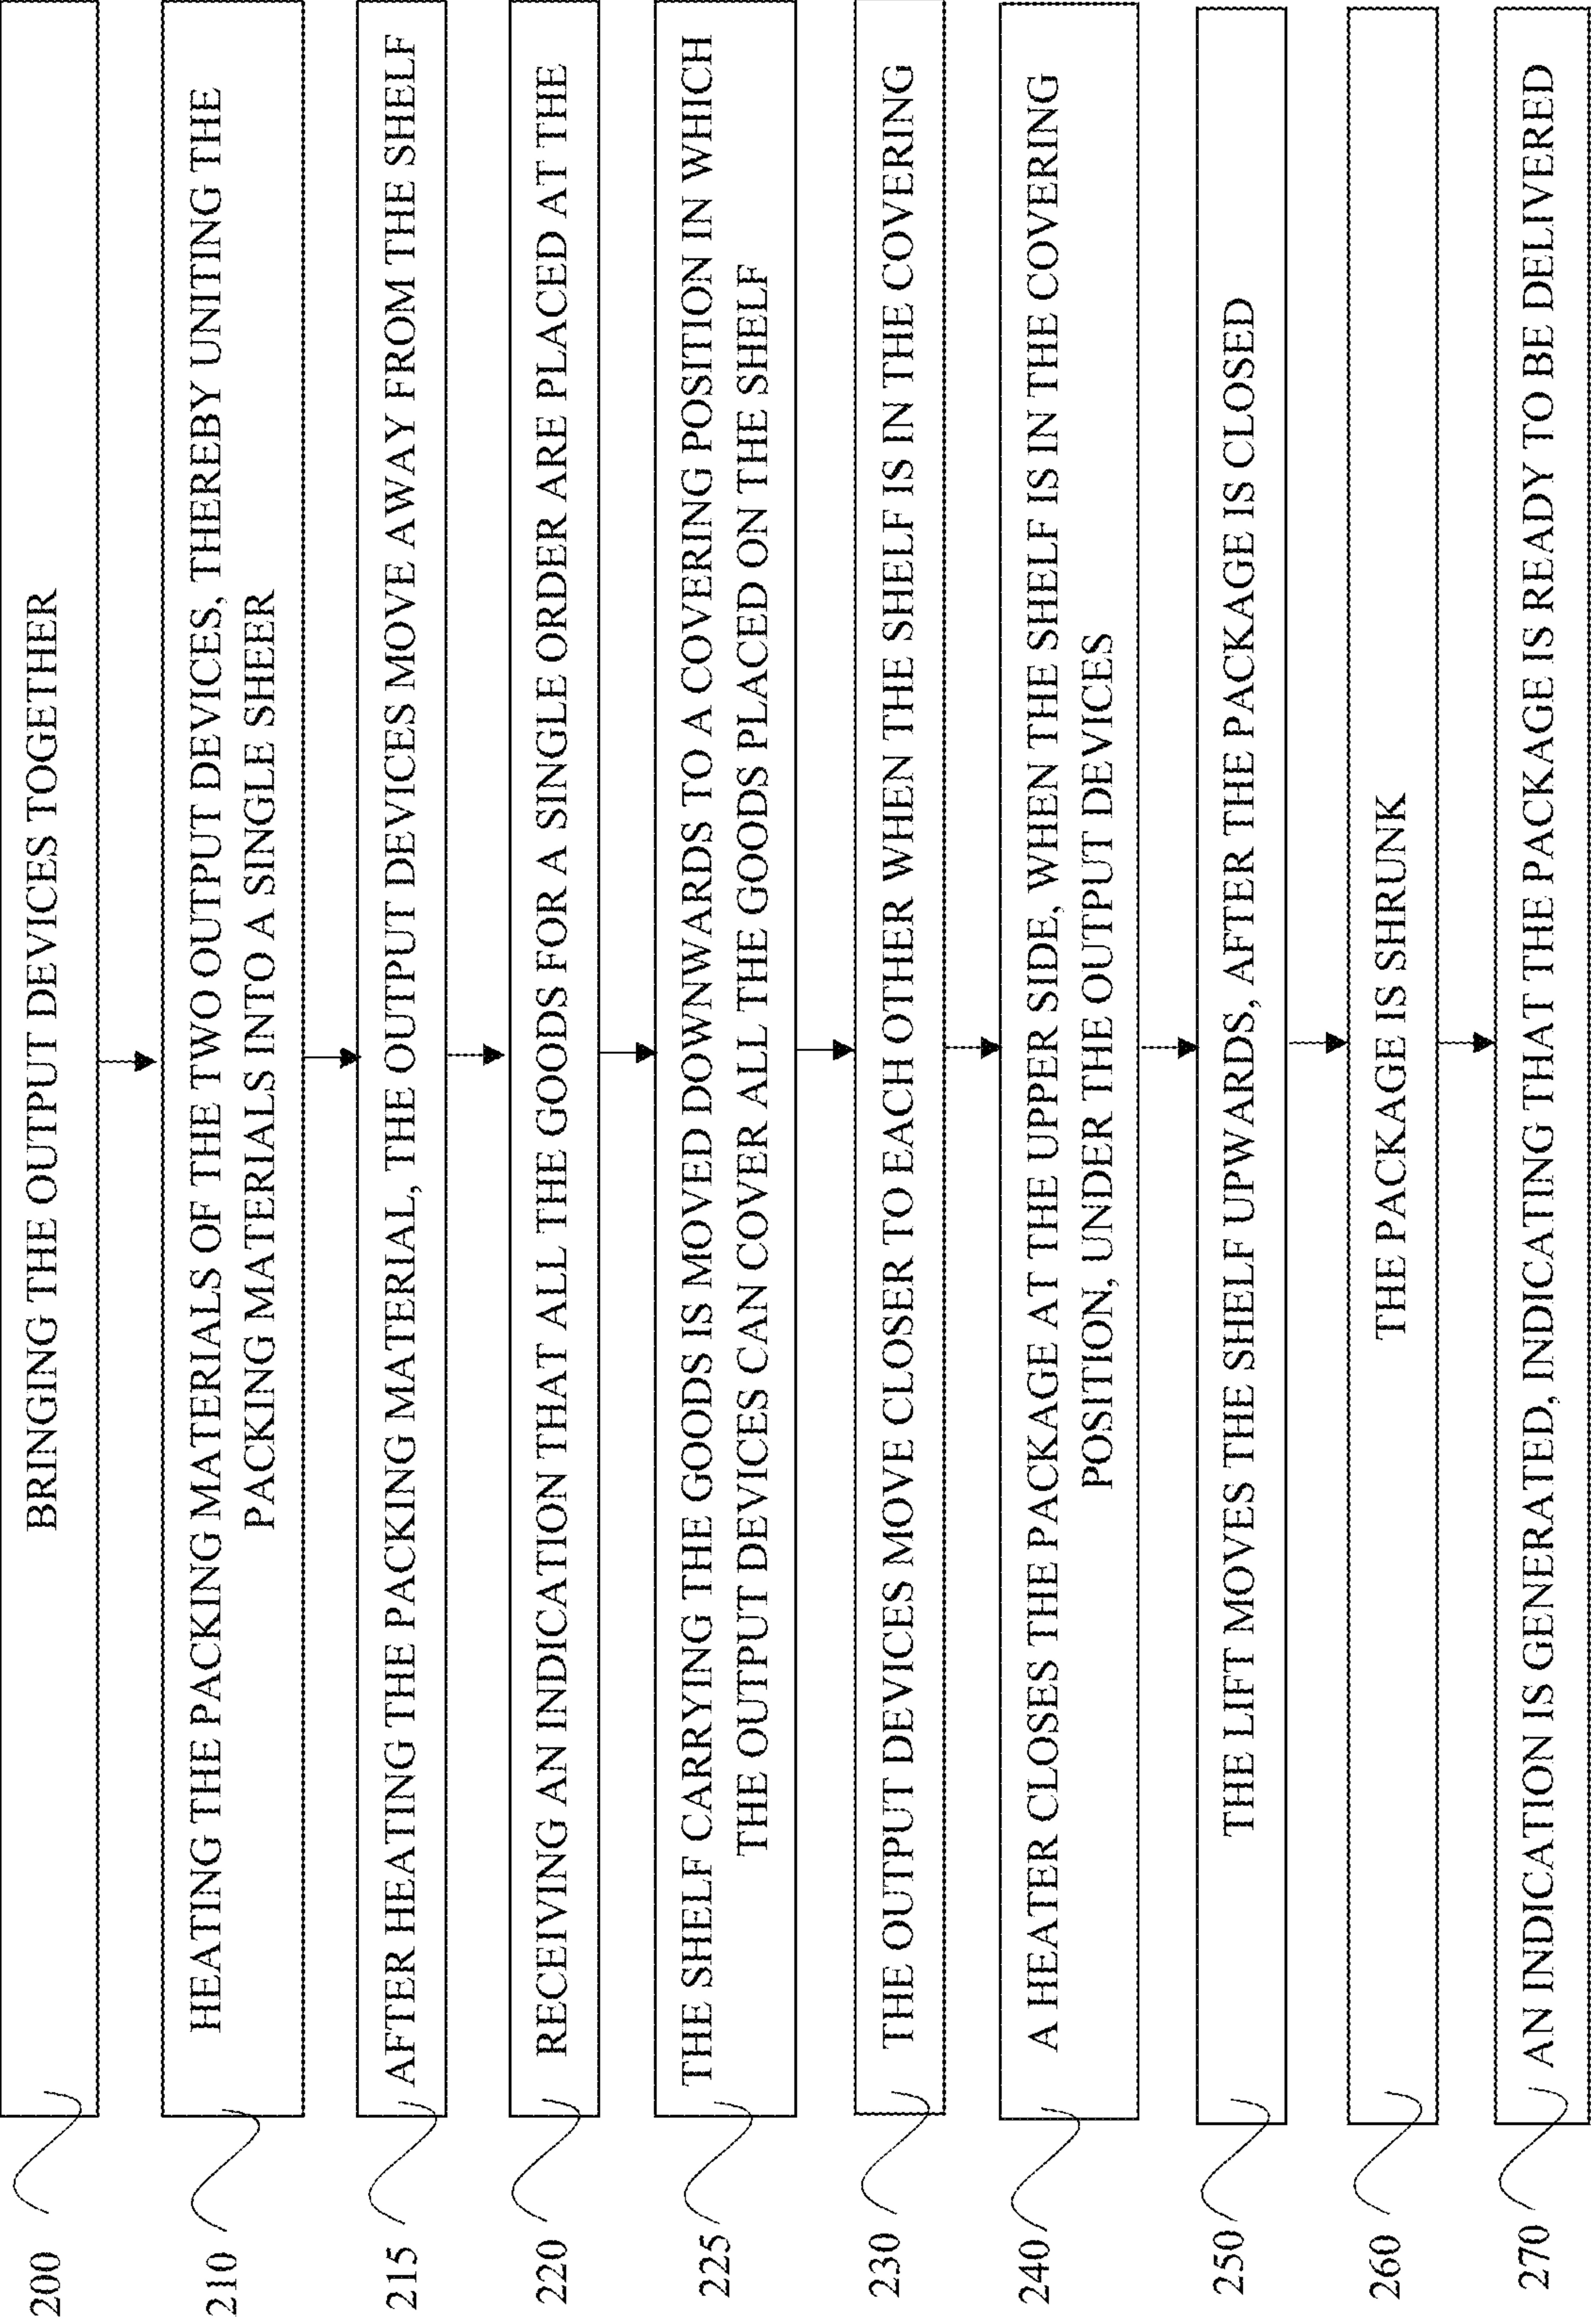 200
BRINGING THE OUTPUT DEVICES TOGETHER
210
HEATING THE PACKING MATERIALS OF THE TWO OUTPUT DEVICES, THEREBY UNITING THE
PACKING MATERIALS INTO A SINGLE SHEER
215
AFTER HEATING THE PACKING MATERIAL, THE OUTPUT DEVICES MOVE AWAY FROM THE SHELF
220
RECEIVING AN INDICATION THAT ALL THE GOODS FOR A SINGLE ORDER ARE PLACED AT THE
225
THE SHELF CARRYING THE GOODS IS MOVED DOWNWARDS TO A COVERING POSITION IN WHICH
THE OUTPUT DEVICES CAN COVER ALL THE GOODS PLACED ON THE SHELF
230
THE OUTPUT DEVICES MOVE CLOSER TO EACH OTHER WHEN THE SHELF IS IN THE COVERING
240
A HEATER CLOSES THE PACKAGE AT THE UPPER SIDE, WHEN THE SHELF IS IN THE COVERING
POSITION, UNDER THE OUTPUT DEVICES
250
THE LIFT MOVES THE SHELF UPWARDS, AFTER THE PACKAGE IS CLOSED
260
THE PACKAGE IS SHRUNK
270
AN INDICATION IS GENERATED, INDICATING THAT THE PACKAGE IS READY TO BE DELIVERED